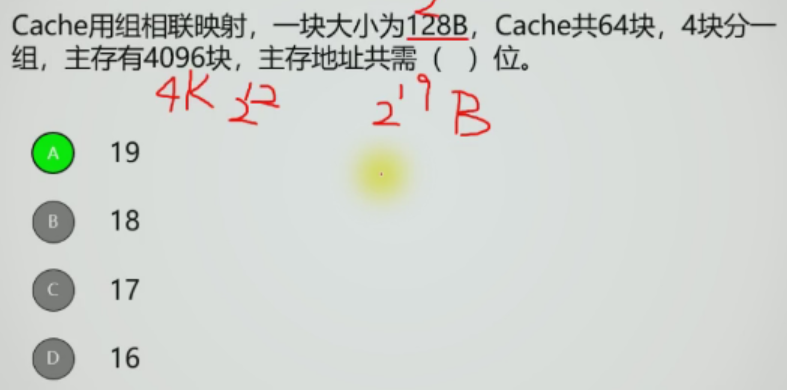 Cache用组相联映射，一块大小为128B，Cache共64块，4块分一
组，主存有4096块，主存地址共需（ ）位。
4K 2^12 2^19 B
A 19
B 18
C 17
D 16